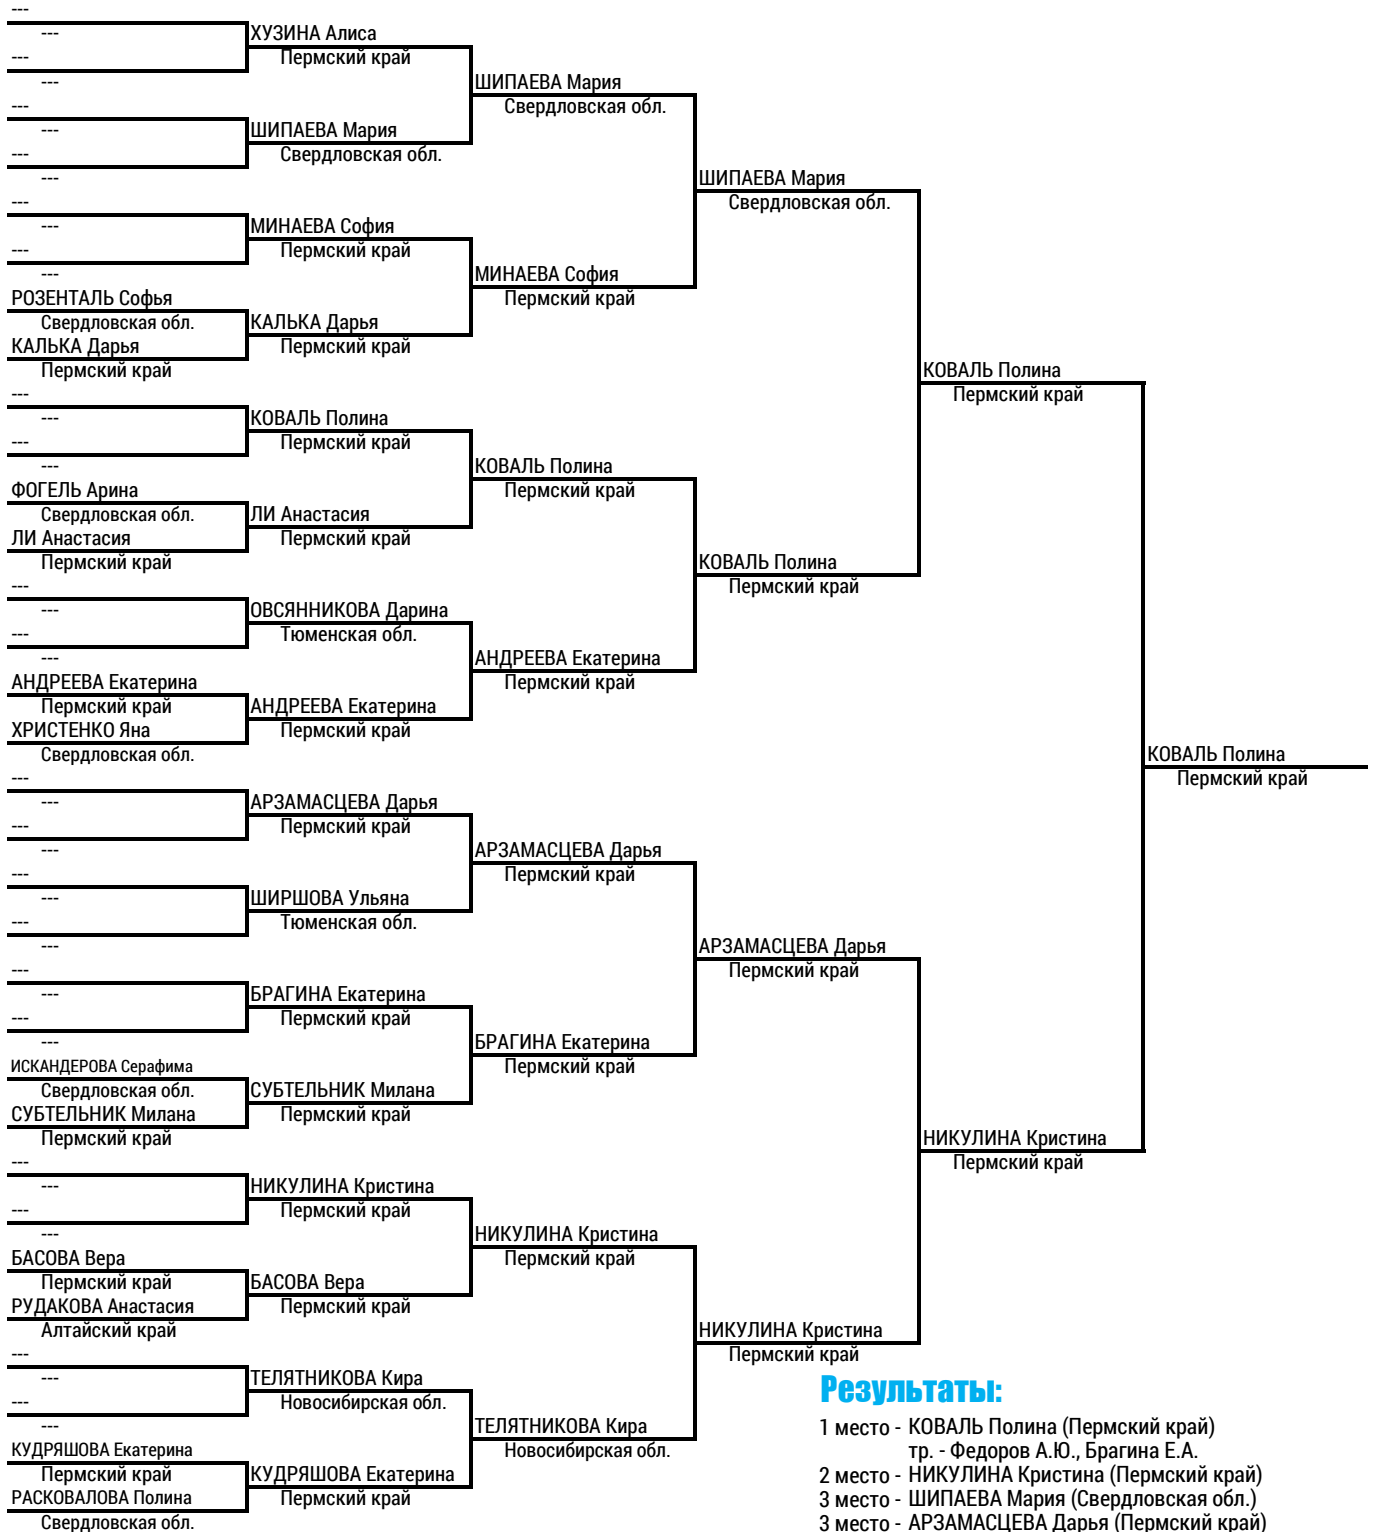 ---
---
---
---
---
---
---
---
---
---
---
---
РОЗЕНТАЛЬ Софья
Свердловская обл.
КАЛЬКА Дарья
Пермский край
---
---
---
---
ФОГЕЛЬ Арина
Свердловская обл.
ЛИ Анастасия
Пермский край
---
---
---
---
АНДРЕЕВА Екатерина
Пермский край
ХРИСТЕНКО Яна
Свердловская обл.
---
---
---
---
---
---
---
---
---
---
---
---
ИСКАНДЕРОВА Серафима
Свердловская обл.
СУБТЕЛЬНИК Милана
Пермский край
---
---
---
---
БАСОВА Вера
Пермский край
РУДАКОВА Анастасия
Алтайский край
---
---
---
---
КУДРЯШОВА Екатерина
Пермский край
РАСКОВАЛОВА Полина
Свердловская обл.
ХУЗИНА Алиса
Пермский край
ШИПАЕВА Мария
Свердловская обл.
МИНАЕВА София
Пермский край
КАЛЬКА Дарья
Пермский край
КОВАЛЬ Полина
Пермский край
ЛИ Анастасия
Пермский край
ОВСЯННИКОВА Дарина
Тюменская обл.
АНДРЕЕВА Екатерина
Пермский край
АРЗАМАСЦЕВА Дарья
Пермский край
ШИРШОВА Ульяна
Тюменская обл.
БРАГИНА Екатерина
Пермский край
СУБТЕЛЬНИК Милана
Пермский край
НИКУЛИНА Кристина
Пермский край
БАСОВА Вера
Пермский край
ТЕЛЯТНИКОВА Кира
Новосибирская обл.
КУДРЯШОВА Екатерина
Пермский край
ШИПАЕВА Мария
Свердловская обл.
МИНАЕВА София
Пермский край
КОВАЛЬ Полина
Пермский край
АНДРЕЕВА Екатерина
Пермский край
АРЗАМАСЦЕВА Дарья
Пермский край
БРАГИНА Екатерина
Пермский край
НИКУЛИНА Кристина
Пермский край
ТЕЛЯТНИКОВА Кира
Новосибирская обл.
ШИПАЕВА Мария
Свердловская обл.
КОВАЛЬ Полина
Пермский край
АРЗАМАСЦЕВА Дарья
Пермский край
НИКУЛИНА Кристина
Пермский край
КОВАЛЬ Полина
Пермский край
НИКУЛИНА Кристина
Пермский край
КОВАЛЬ Полина
Пермский край
Результаты:
1 место - КОВАЛЬ Полина (Пермский край)
тр. - Федоров А.Ю., Брагина Е.А.
2 место - НИКУЛИНА Кристина (Пермский край)
3 место - ШИПАЕВА Мария (Свердловская обл.)
3 место - АРЗАМАСЦЕВА Дарья (Пермский край)